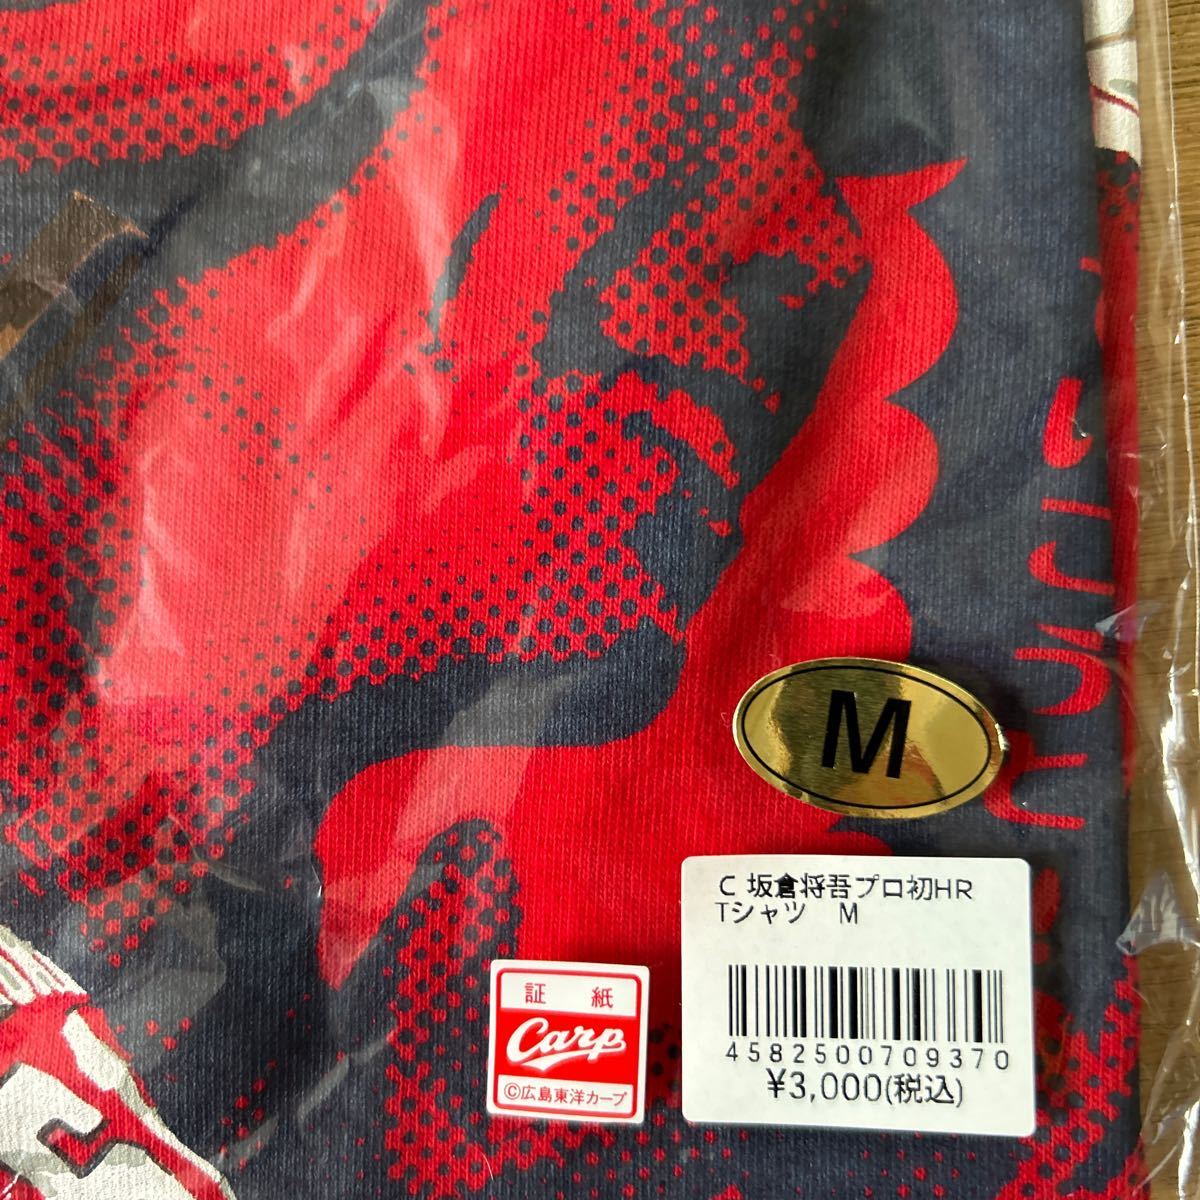 M
C 坂倉将吾プロ初HR
Tシャツ M
4582500709370
¥3,000(税込)
証 紙
Carp
©広島東洋カープ